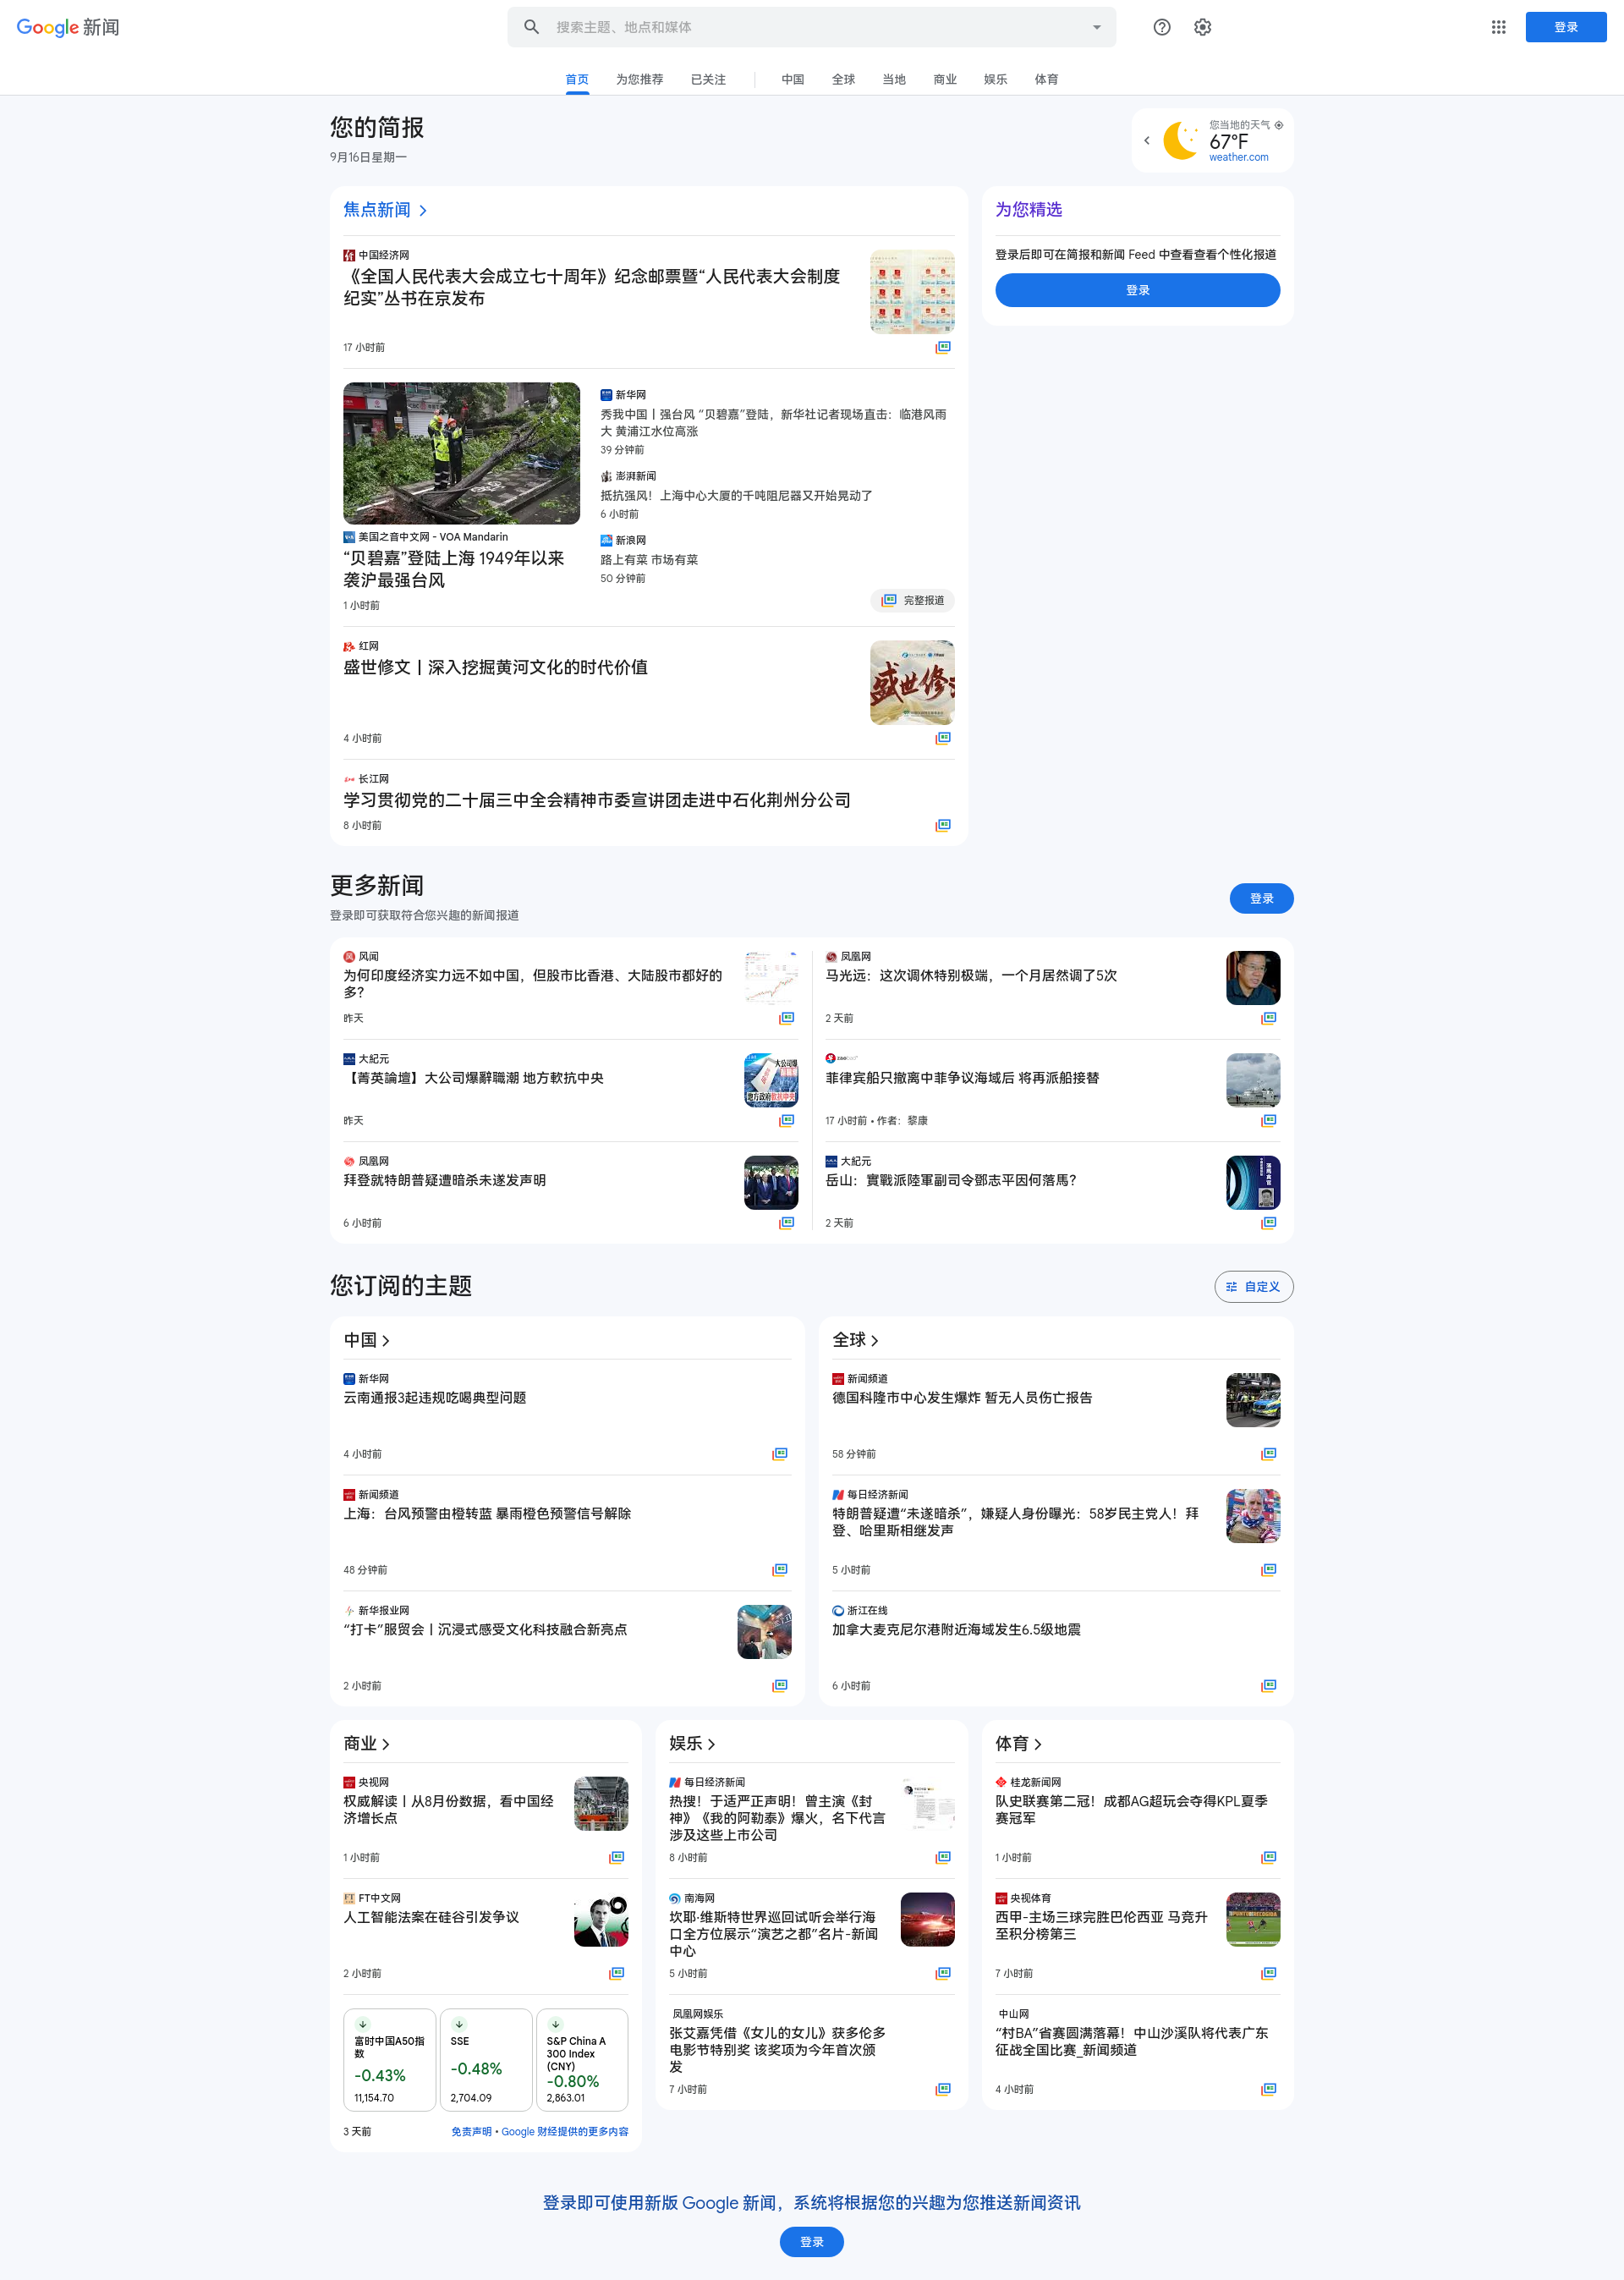 Google 新闻
搜索主题、地点和媒体
登录
首页
为您推荐
已关注
中国
全球
当地
商业
娱乐
体育
您的简报
9月16日星期一
您当地的天气
67°F
weather.com
焦点新闻
中国经济网
《全国人民代表大会成立七十周年》纪念邮票暨“人民代表大会制度
纪实”丛书在京发布
17 小时前
为您精选
登录后即可在简报和新闻 Feed 中查看查看个性化报道
登录
美国之音中文网 - VOA Mandarin
“贝碧嘉”登陆上海 1949年以来
袭沪最强台风
1 小时前
新华网
秀我中国丨强台风 “贝碧嘉”登陆，新华社记者现场直击：临港风雨
大 黄浦江水位高涨
39 分钟前
澎湃新闻
抵抗强风！上海中心大厦的千吨阻尼器又开始晃动了
6 小时前
新浪网
路上有菜 市场有菜
50 分钟前
完整报道
红网
盛世修文丨深入挖掘黄河文化的时代价值
盛世修
4 小时前
长江网
学习贯彻党的二十届三中全会精神市委宣讲团走进中石化荆州分公司
8 小时前
更多新闻
登录即可获取符合您兴趣的新闻报道
登录
风闻
为何印度经济实力远不如中国，但股市比香港、大陆股市都好的
多？
昨天
凤凰网
马光远：这次调休特别极端，一个月居然调了5次
2 天前
大紀元
【菁英論壇】大公司爆辭職潮 地方軟抗中央
昨天
菲律宾船只撤离中菲争议海域后 将再派船接替
17 小时前 • 作者：黎康
凤凰网
拜登就特朗普疑遭暗杀未遂发声明
6 小时前
大紀元
岳山：實戰派陸軍副司令鄧志平因何落馬？
2 天前
您订阅的主题
自定义
中国
新华网
云南通报3起违规吃喝典型问题
4 小时前
新闻频道
上海：台风预警由橙转蓝 暴雨橙色预警信号解除
48 分钟前
新华报业网
“打卡”服贸会丨沉浸式感受文化科技融合新亮点
2 小时前
全球
新闻频道
德国科隆市中心发生爆炸 暂无人员伤亡报告
58 分钟前
每日经济新闻
特朗普疑遭“未遂暗杀”，嫌疑人身份曝光：58岁民主党人！拜
登、哈里斯相继发声
5 小时前
浙江在线
加拿大麦克尼尔港附近海域发生6.5级地震
6 小时前
商业
央视网
权威解读丨从8月份数据，看中国经
济增长点
1 小时前
FT中文网
人工智能法案在硅谷引发争议
2 小时前
富时中国A50指
数
-0.43%
11,154.70
SSE
-0.48%
2,704.09
S&P China A
300 Index
(CNY)
-0.80%
2,863.01
3 天前
免责声明 • Google 财经提供的更多内容
娱乐
每日经济新闻
热搜！于适严正声明！曾主演《封
神》《我的阿勒泰》爆火，名下代言
涉及这些上市公司
8 小时前
南海网
坎耶·维斯特世界巡回试听会举行海
口全方位展示“演艺之都”名片-新闻
中心
5 小时前
凤凰网娱乐
张艾嘉凭借《女儿的女儿》获多伦多
电影节特别奖 该奖项为今年首次颁
发
7 小时前
体育
桂龙新闻网
队史联赛第二冠！成都AG超玩会夺得KPL夏季
赛冠军
1 小时前
央视体育
西甲-主场三球完胜巴伦西亚 马竞升
至积分榜第三
7 小时前
中山网
“村BA”省赛圆满落幕！中山沙溪队将代表广东
征战全国比赛_新闻频道
4 小时前
登录即可使用新版 Google 新闻，系统将根据您的兴趣为您推送新闻资讯
登录